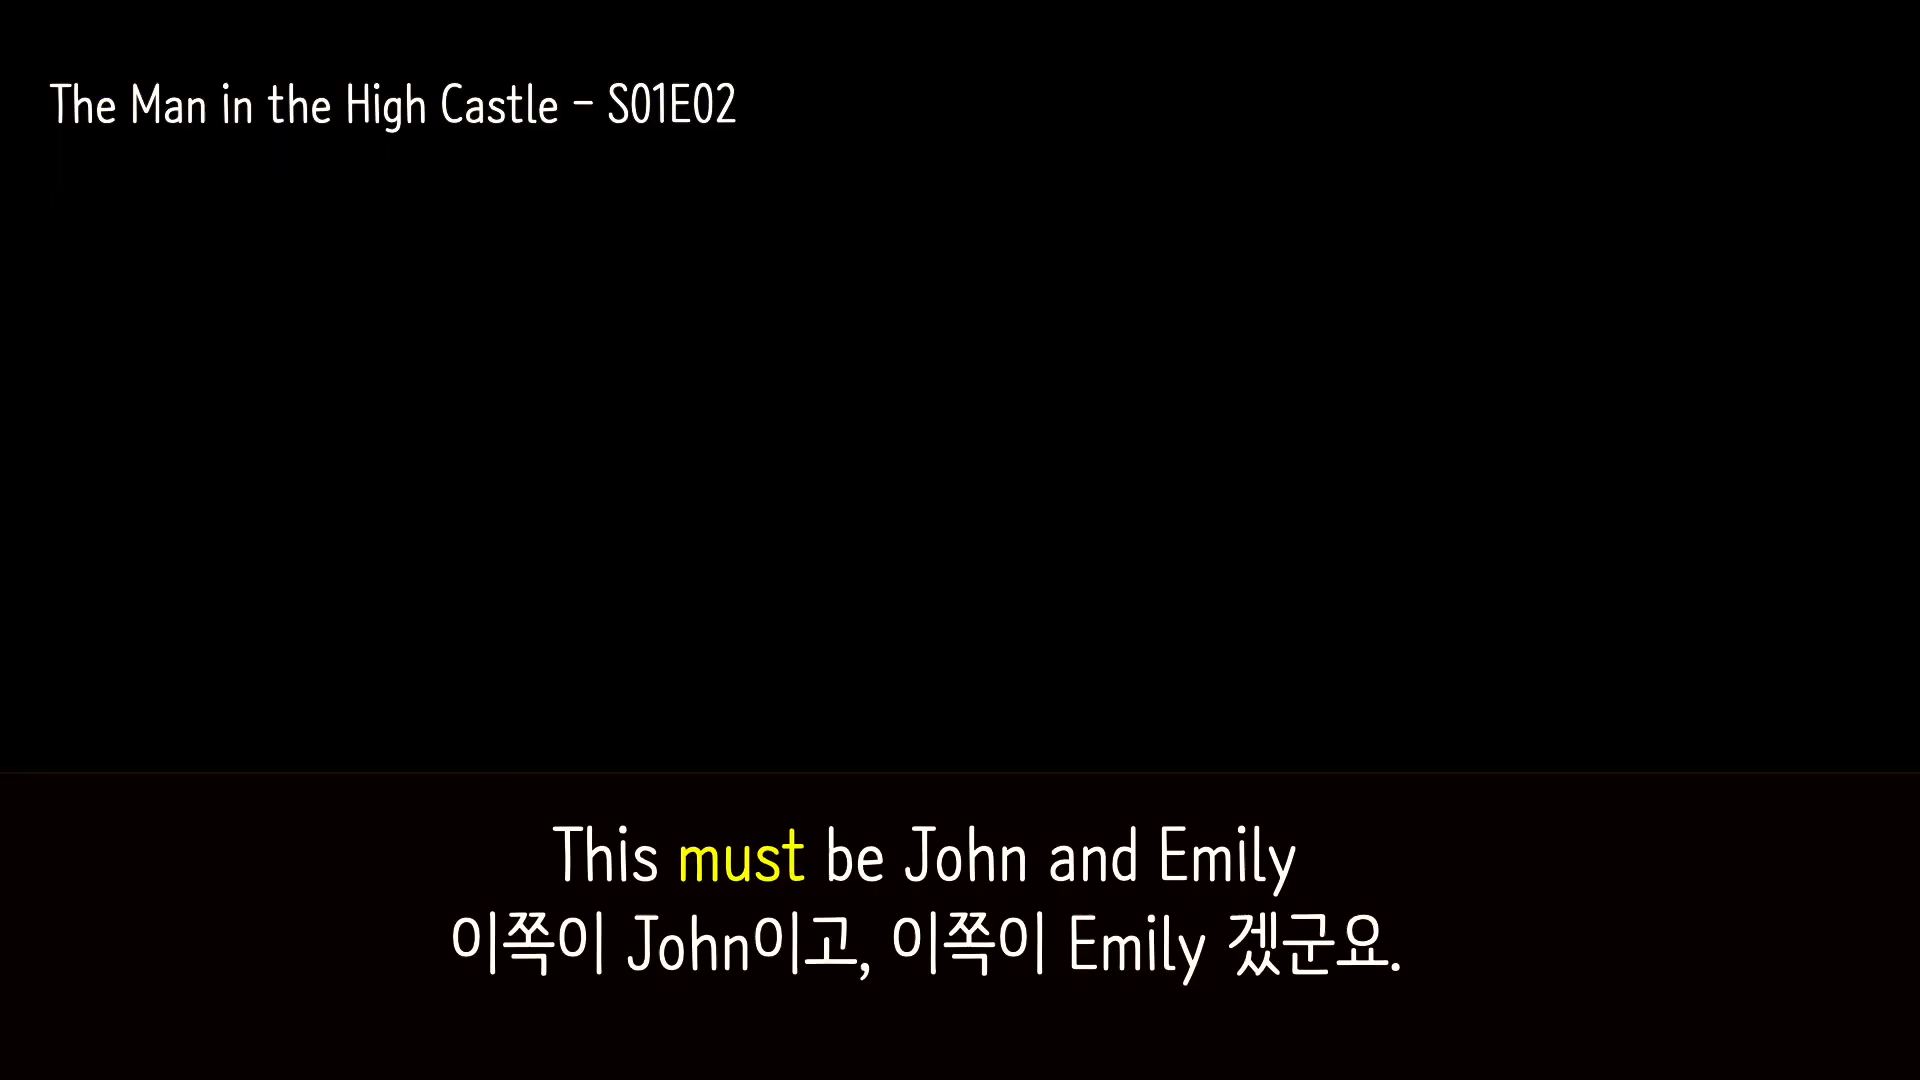 The Man in the High Castle - S01E02
This must be John and Emily
이쪽이 John이고, 이쪽이 Emily 겠군요.